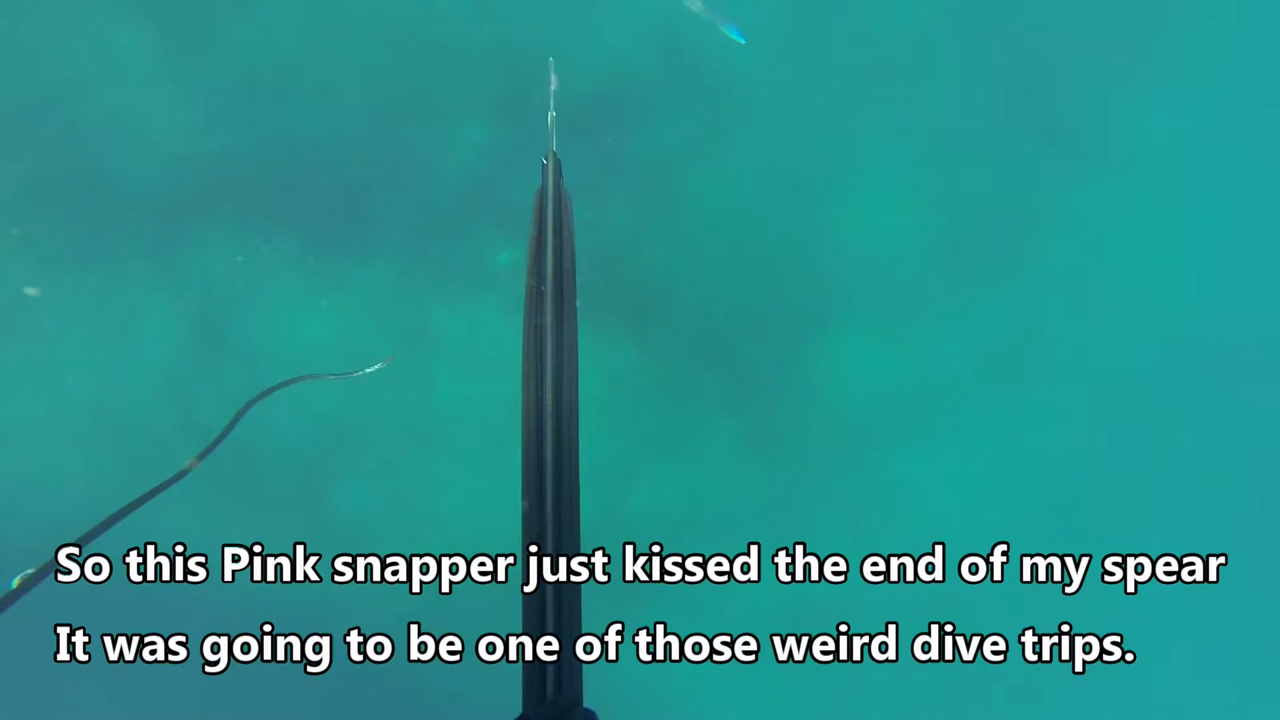 So this Pink snapper just kissed the end of my spear
It was going to be one of those weird dive trips.